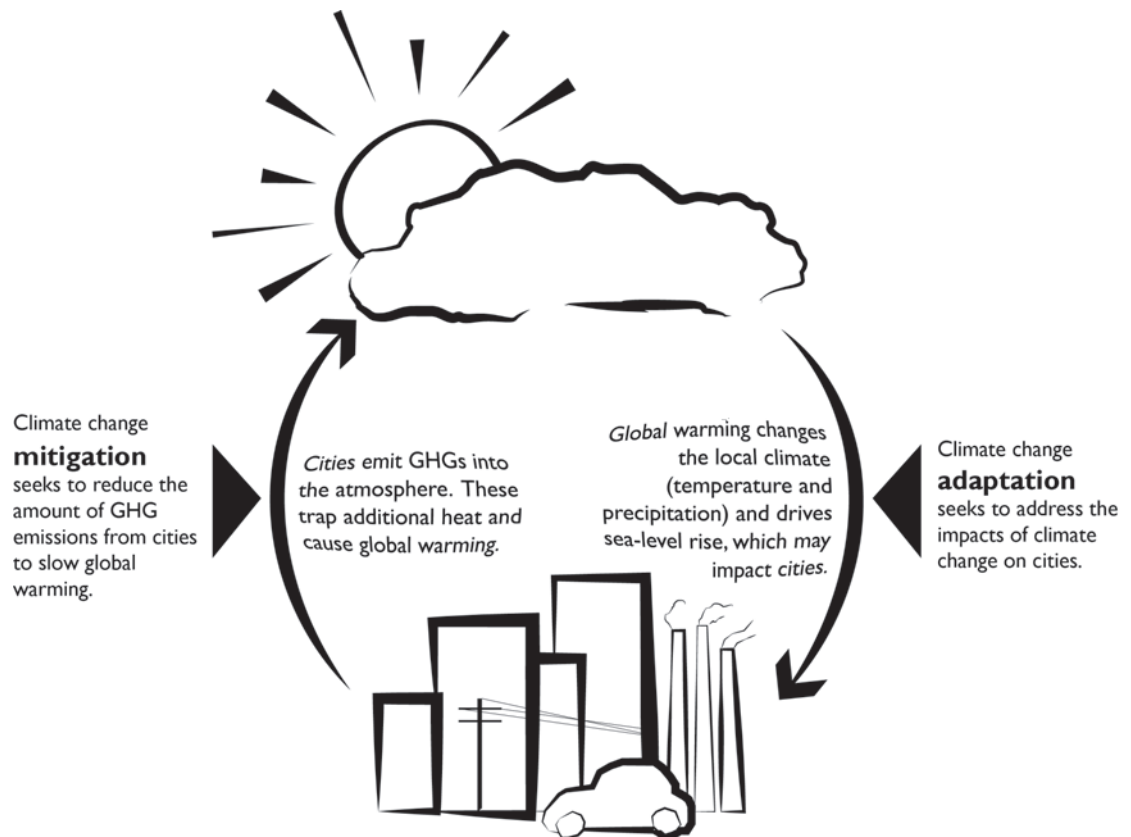 Climate change
mitigation
seeks to reduce the
amount of GHG
emissions from cities
to slow global
warming.
Cities emit GHGs into
the atmosphere. These
trap additional heat and
cause global warming.
Global warming changes
the local climate
(temperature and
precipitation) and drives
sea-level rise, which may
impact cities.
Climate change
adaptation
seeks to address the
impacts of climate
change on cities.